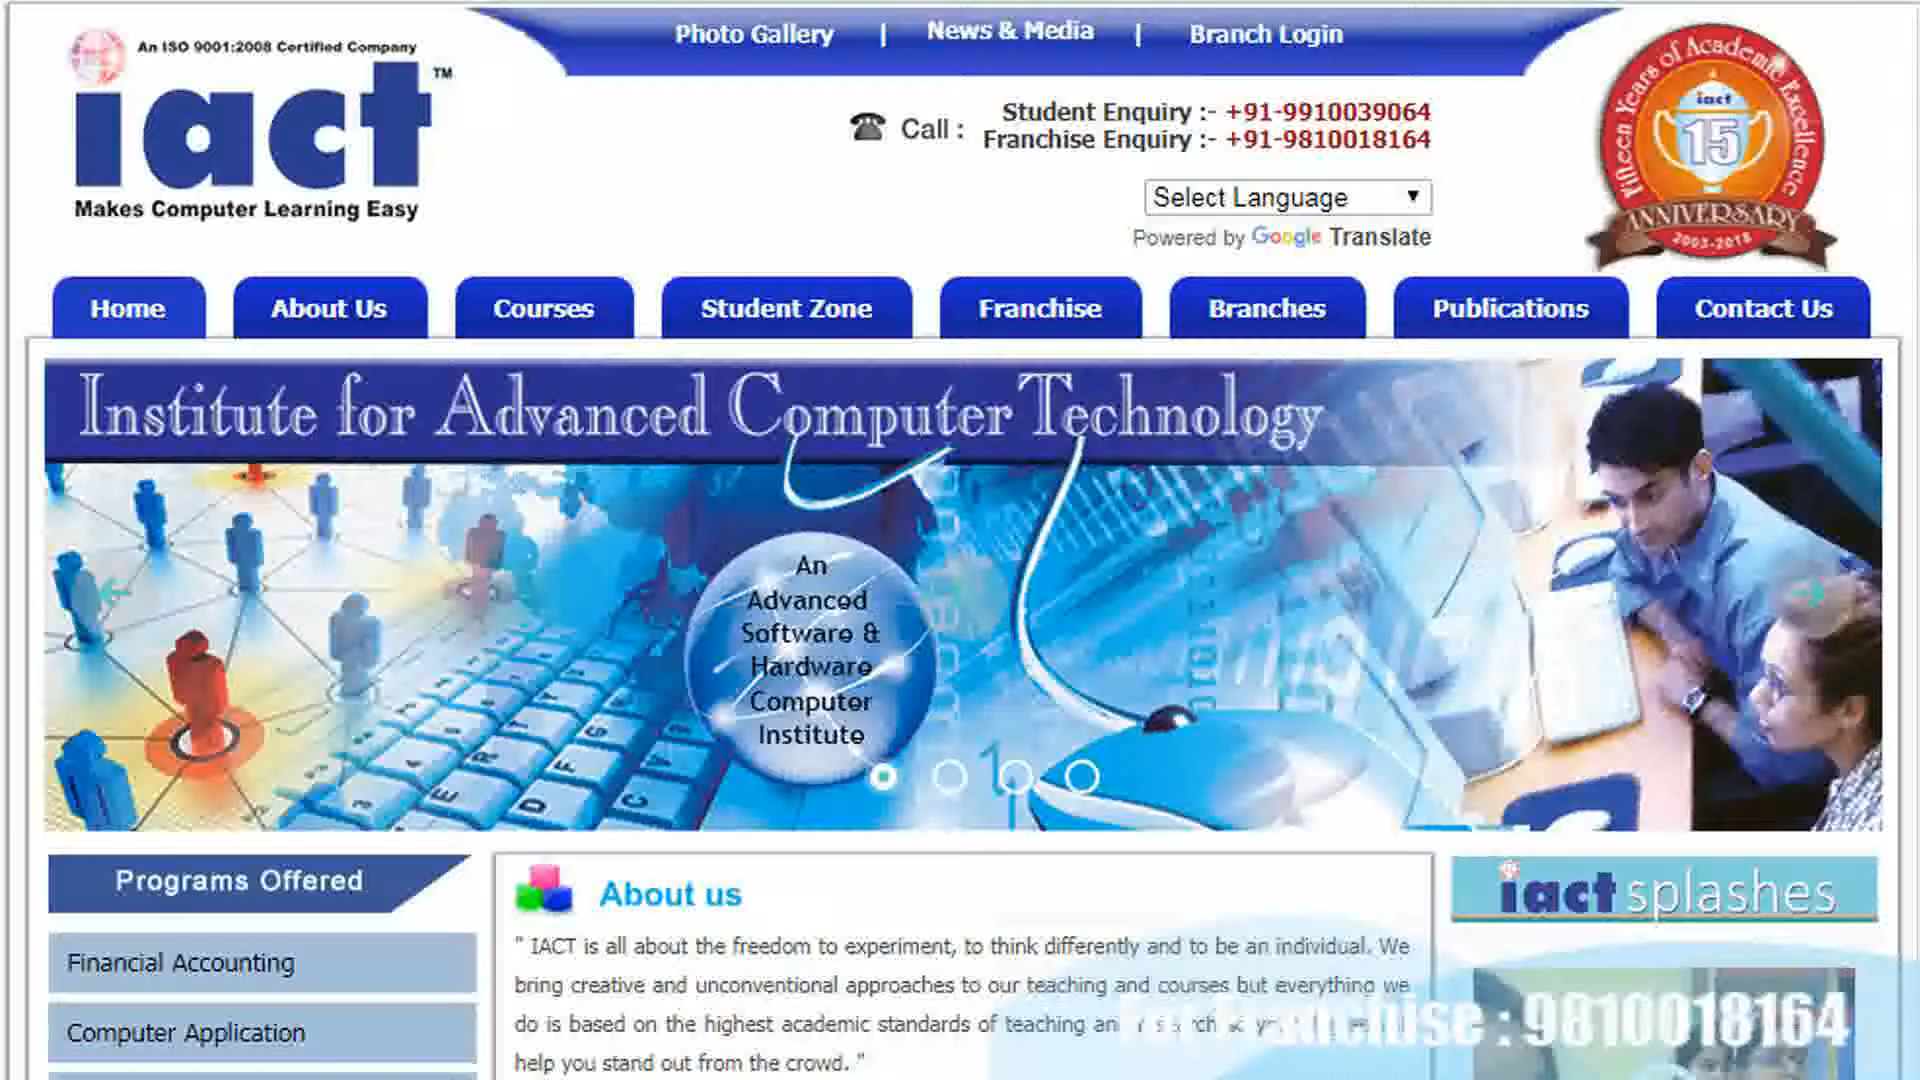 Photo Gallery | News & Media | Branch Login
An ISO 9001:2008 Certified Company
iact TM
Makes Computer Learning Easy
Call :
Student Enquiry :- +91-9910039064
Franchise Enquiry :- +91-9810018164
Select Language
Powered by Google Translate
Fifteen Years of Academic Excellence
iact
15
ANNIVERSARY
2003-2018
Home About Us Courses Student Zone Franchise Branches Publications Contact Us
Institute for Advanced Computer Technology
An
Advanced
Software &
Hardware
Computer
Institute
Programs Offered
Financial Accounting
Computer Application
About us
" IACT is all about the freedom to experiment, to think differently and to be an individual. We
bring creative and unconventional approaches to our teaching and courses but everything we
do is based on the highest academic standards of teaching
help you stand out from the crowd. "
iact splashes
For Franchise : 9810018164